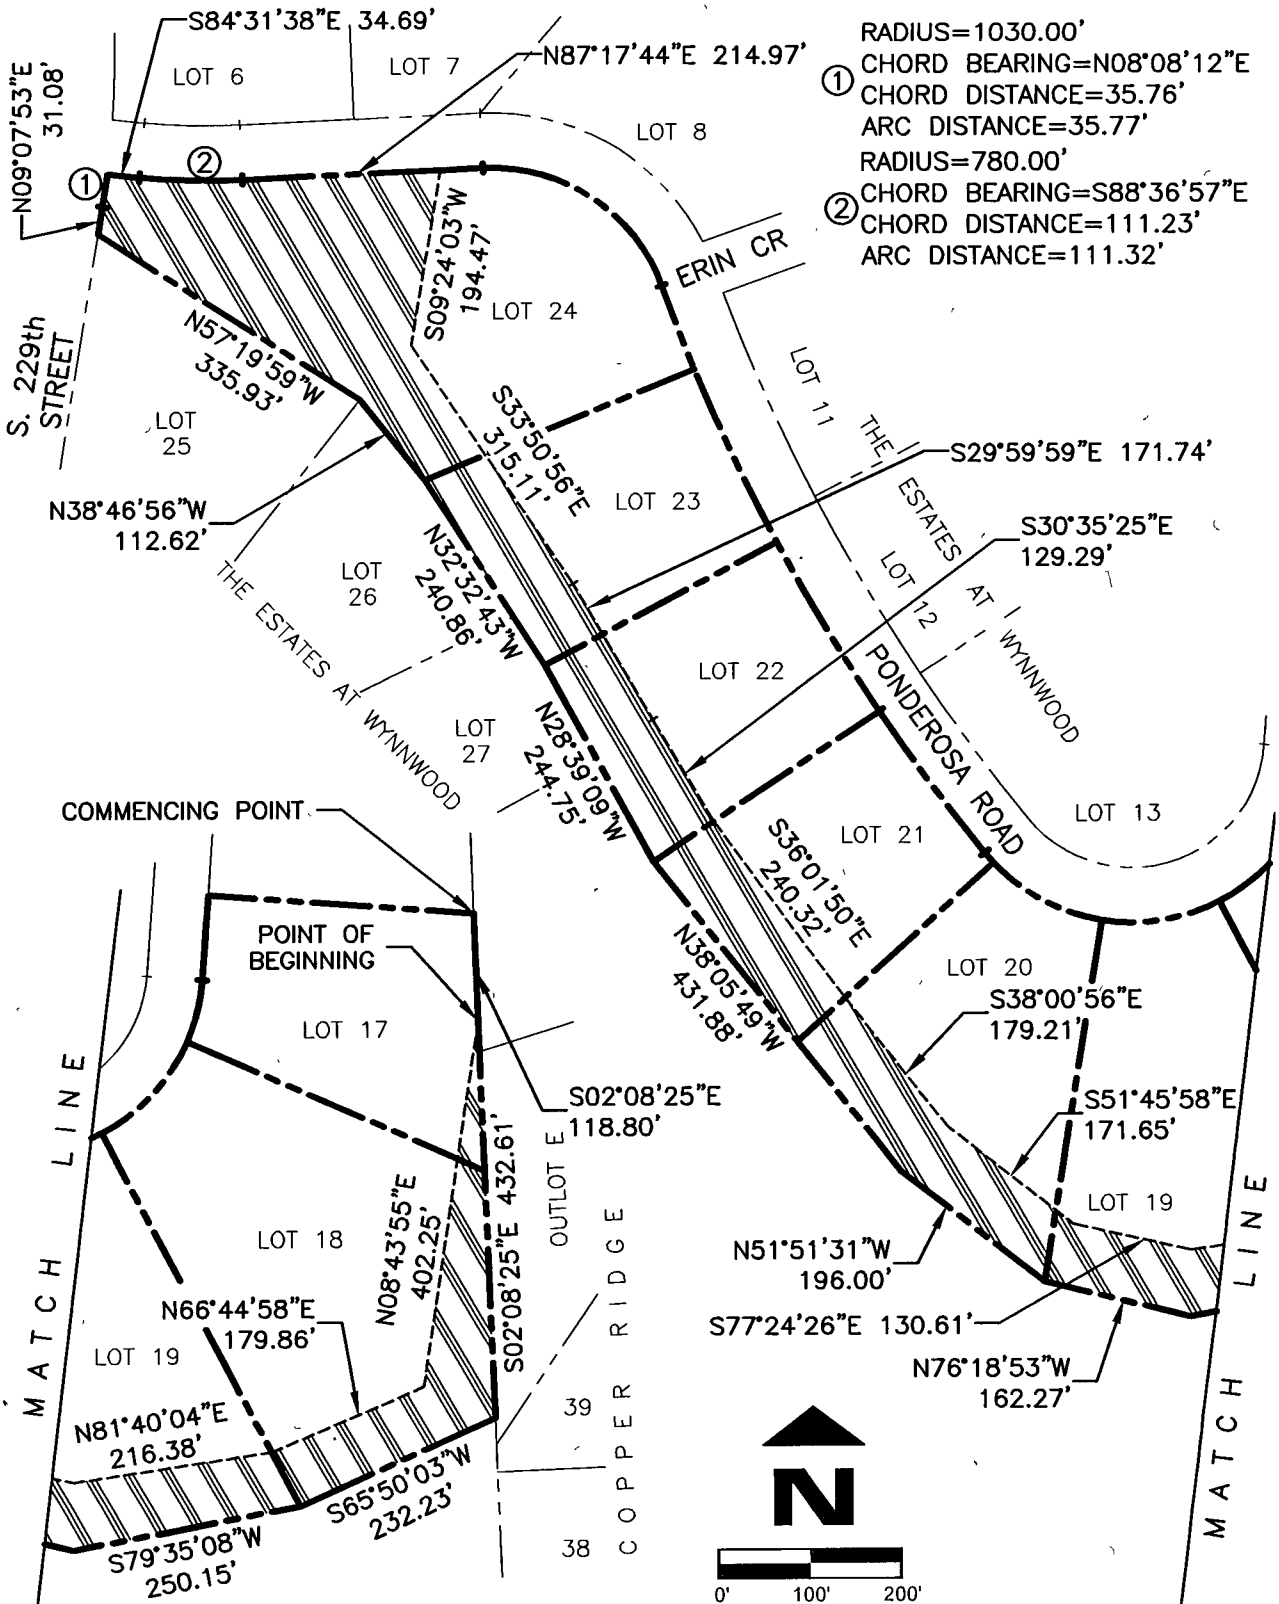 S84°31'38"E 34.69'
LOT 6
LOT 7
N87°17'44"E 214.97'
LOT 8
RADIUS=1030.00'
① CHORD BEARING=N08°08'12"E
CHORD DISTANCE=35.76'
ARC DISTANCE=35.77'
RADIUS=780.00'
② CHORD BEARING=S88°36'57"E
CHORD DISTANCE=111.23'
ARC DISTANCE=111.32'
N09°07'53"E
31.08'
①
②
S09°24'03"W
194.47'
ERIN CR
LOT 24
S. 229th
STREET
N57°19'59"W
335.93'
LOT
25
LOT 11
S33°50'56"E
315.11'
THE ESTATES AT WYNNWOOD
S29°59'59"E 171.74'
LOT 23
N38°46'56"W
112.62'
S30°35'25"E
129.29'
LOT 12
N32°32'43"W
240.86'
LOT
26
THE ESTATES AT WYNNWOOD
LOT 22
PONDEROSA ROAD
LOT
27
N28°39'09"W
244.75'
LOT 13
COMMENCING POINT
LOT 21
S36°01'50"E
240.32'
POINT OF
BEGINNING
N38°05'49"W
431.88'
LOT 20
S38°00'56"E
179.21'
LOT 17
S02°08'25"E
118.80'
S51°45'58"E
171.65'
MATCH LINE
OUTLOT E
S02°08'25"E 432.61'
LOT 19
MATCH LINE
LOT 18
N08°43'55"E
402.25'
COPPER RIDGE
N51°51'31"W
196.00'
S77°24'26"E 130.61'
N76°18'53"W
162.27'
N66°44'58"E
179.86'
LOT 19
N81°40'04"E
216.38'
39
S65°50'03"W
232.23'
S79°35'08"W
250.15'
38
N
0' 100' 200'